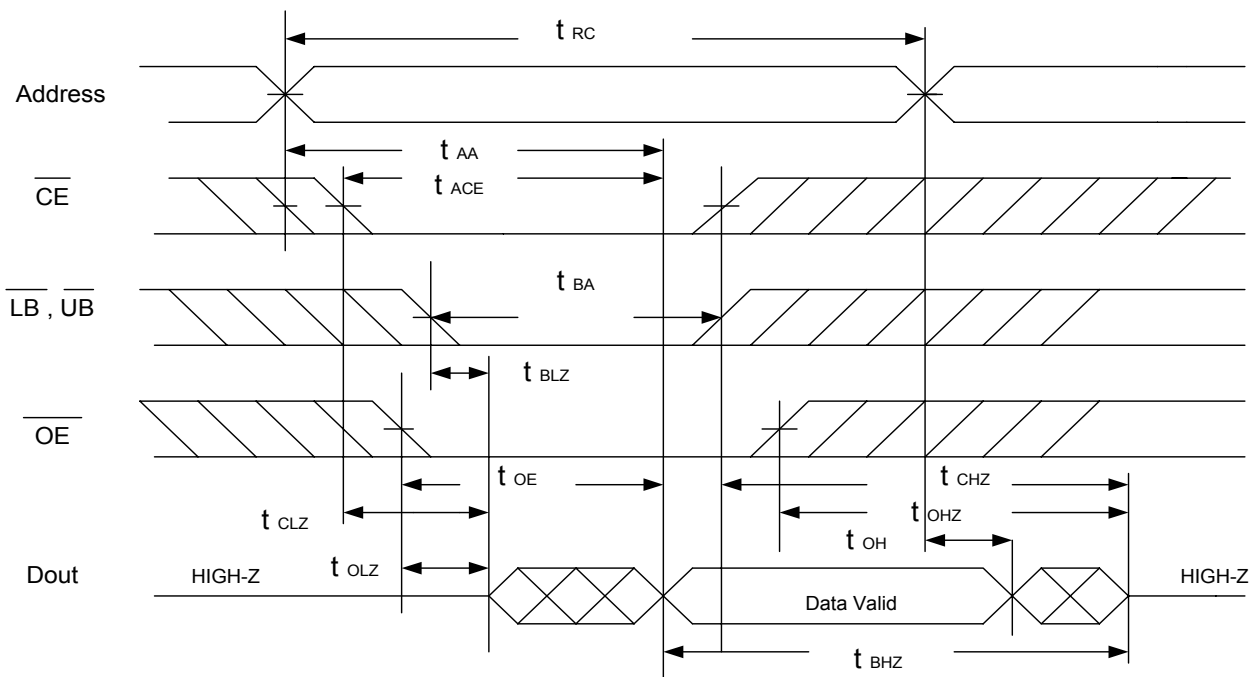 t RC
Address
t AA
CE
t ACE
LB , UB
t BA
t BLZ
OE
t OE
t CHZ
t CLZ
t OHZ
t OH
Dout
HIGH-Z
t OLZ
Data Valid
HIGH-Z
t BHZ